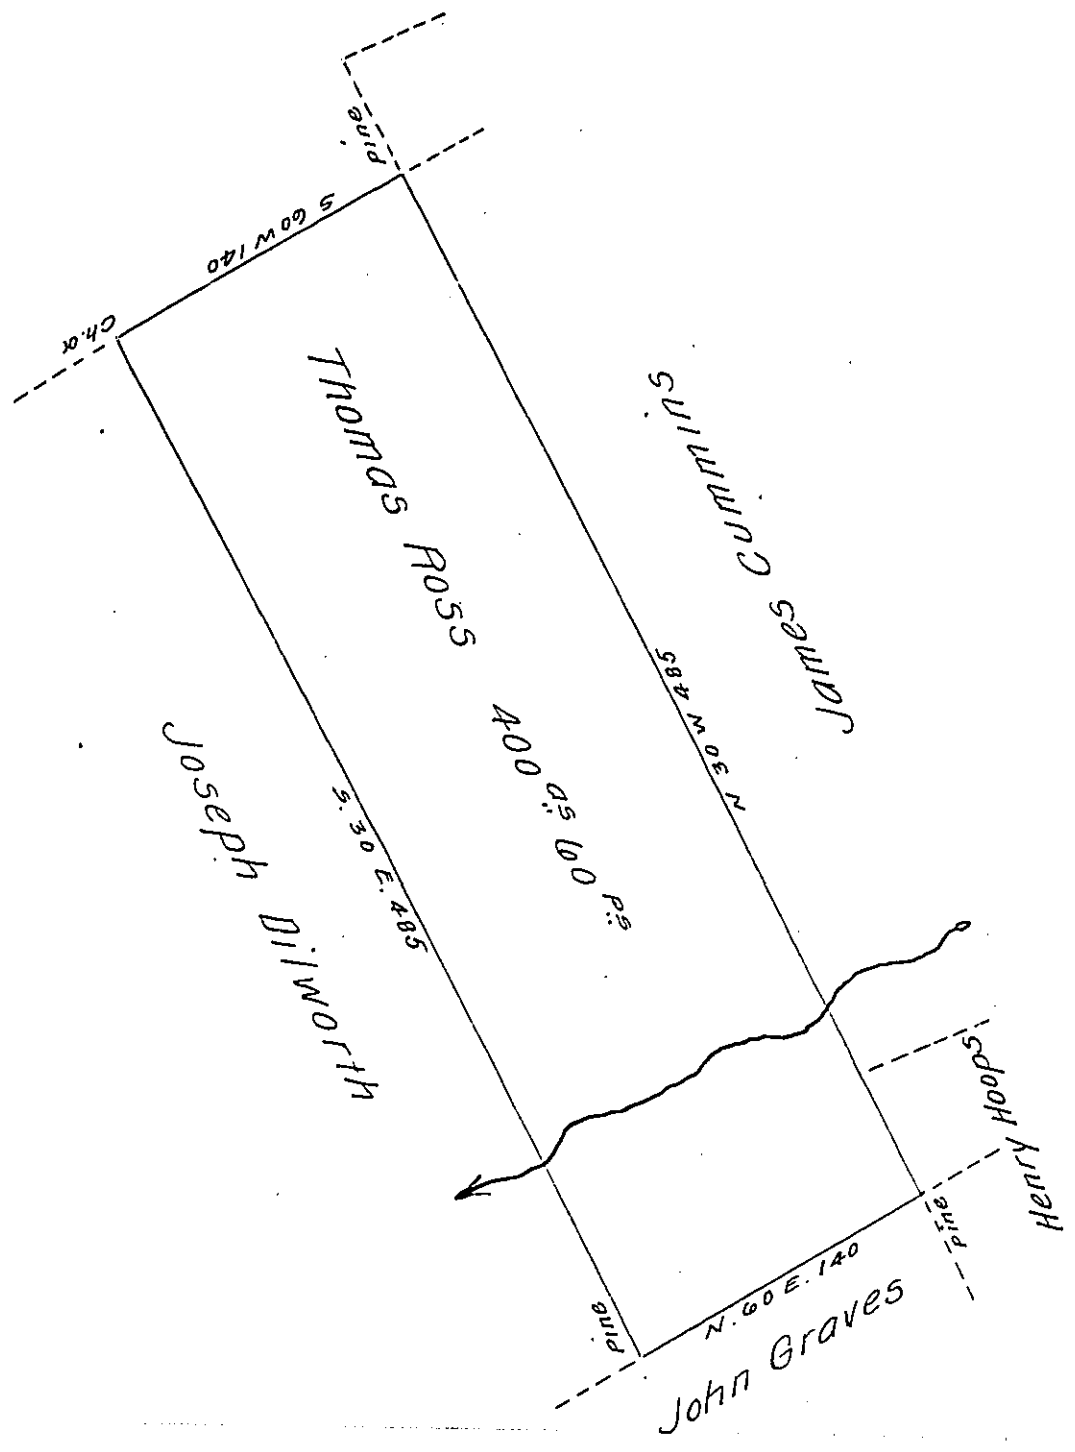 Pine
S 60 W 140
Ch.o
Thomas Ross 400 as 60 ps
James Cummins
N 30 W 485
S. 30 E. 485
Joseph Dilworth
Henry Hoops
Pine
Pine
N. 60 E. 140
John Graves